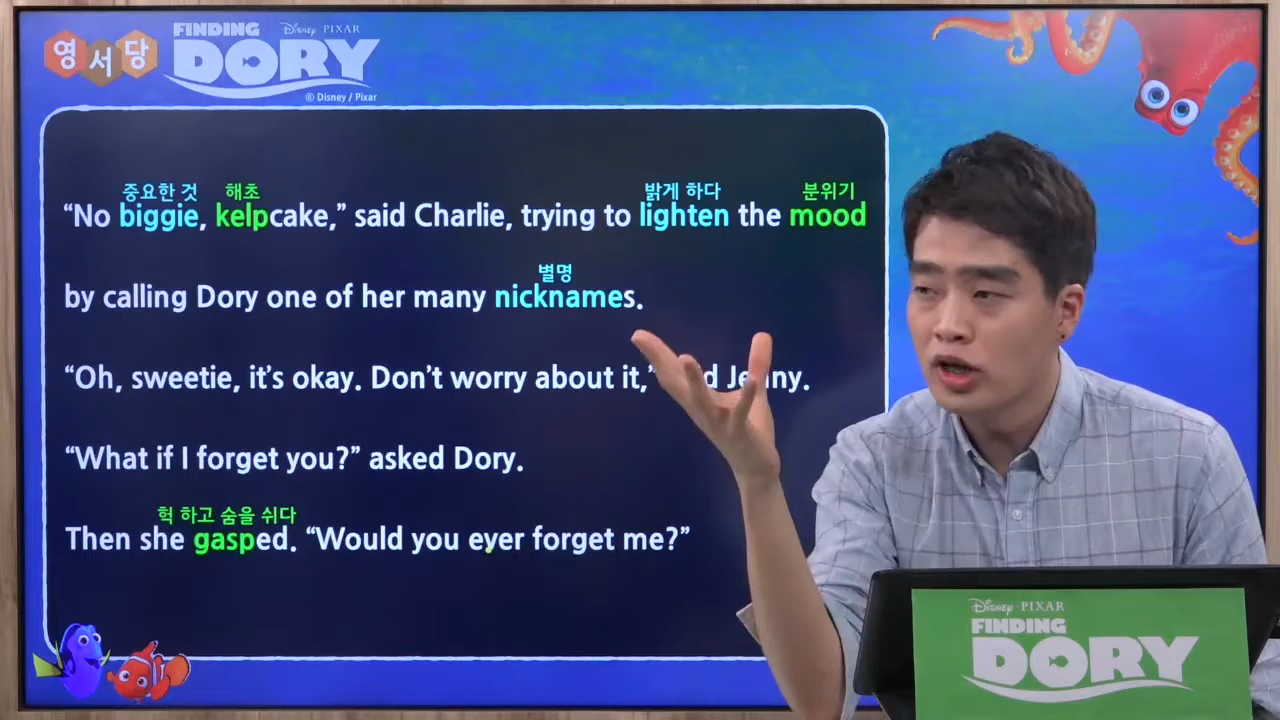 영서당
FINDING
Disney · PIXAR
DORY
© Disney / Pixar
중요한 것 해초 밝게 하다 분위기
“No biggie, kelpcake,” said Charlie, trying to lighten the mood
별명
by calling Dory one of her many nicknames.
“Oh, sweetie, it’s okay. Don’t worry about it,” d Je ny.
“What if I forget you?” asked Dory.
헉 하고 숨을 쉬다
Then she gasped. “Would you ever forget me?”
Disney · PIXAR
FINDING
DORY